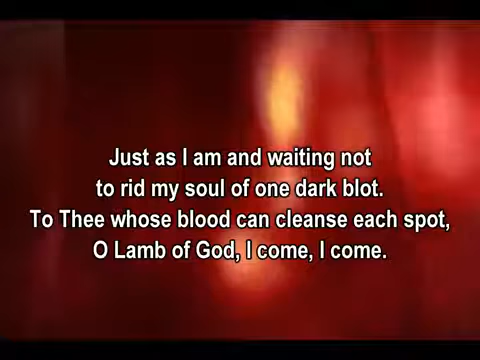 Just as I am and waiting not
to rid my soul of one dark blot.
To Thee whose blood can cleanse each spot,
O Lamb of God, I come, I come.